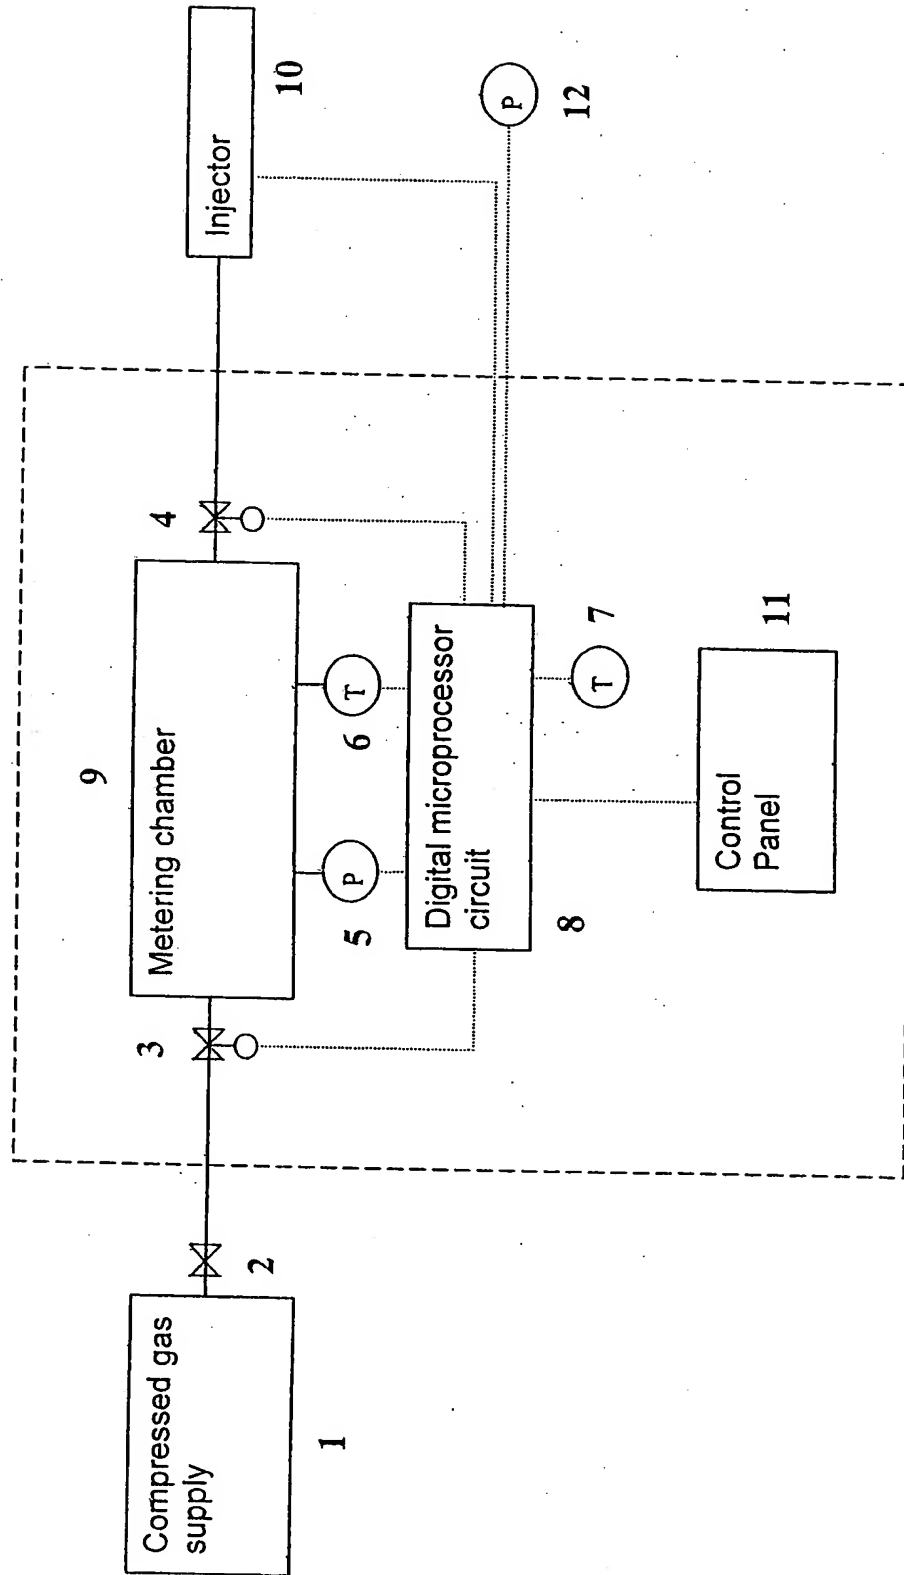 Compressed gas
supply
1
2
3
Metering chamber
9
4
Injector
10
P
5
T
6
Digital microprocessor
circuit
8
T
7
P
12
Control
Panel
11